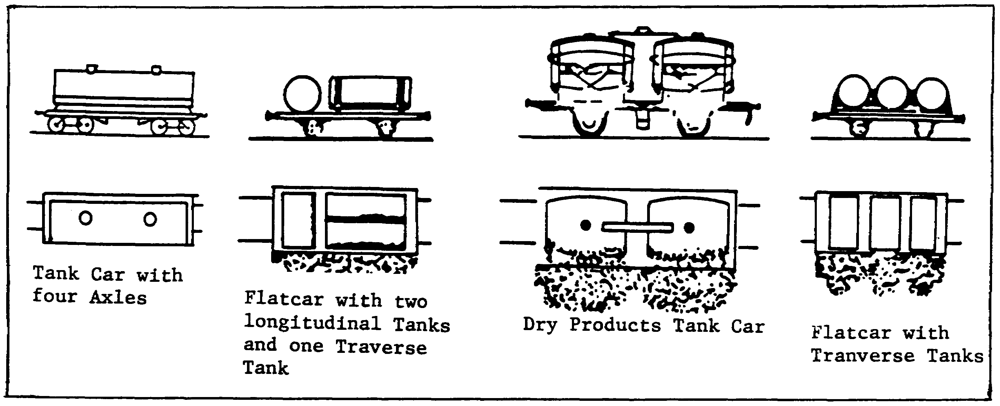 Tank Car with
four Axles
Flatcar with two
longitudinal Tanks
and one Traverse
Tank
Dry Products Tank Car
Flatcar with
Tranverse Tanks